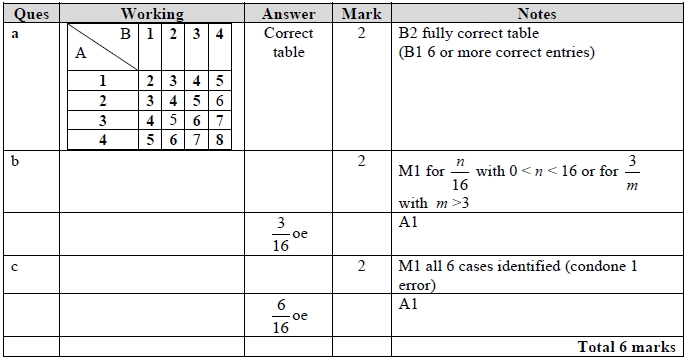 Ques Working Answer Mark Notes
a B 1 2 3 4 Correct 2 B2 fully correct table
A table (B1 6 or more correct entries)
1 2 3 4 5
2 3 4 5 6
3 4 5 6 7
4 5 6 7 8
b 2 M1 for n/16 with 0 < n < 16 or for 3/m
with m >3
3/16 oe A1
c 2 M1 all 6 cases identified (condone 1
error)
6/16 oe A1
Total 6 marks